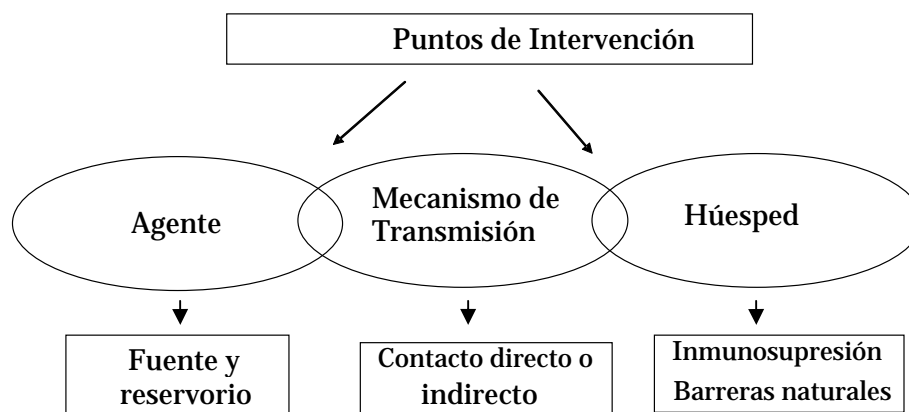 Puntos de Intervención
Agente
Mecanismo de
Transmisión
Húesped
Fuente y
reservorio
Contacto directo o
indirecto
Inmunosupresión
Barreras naturales